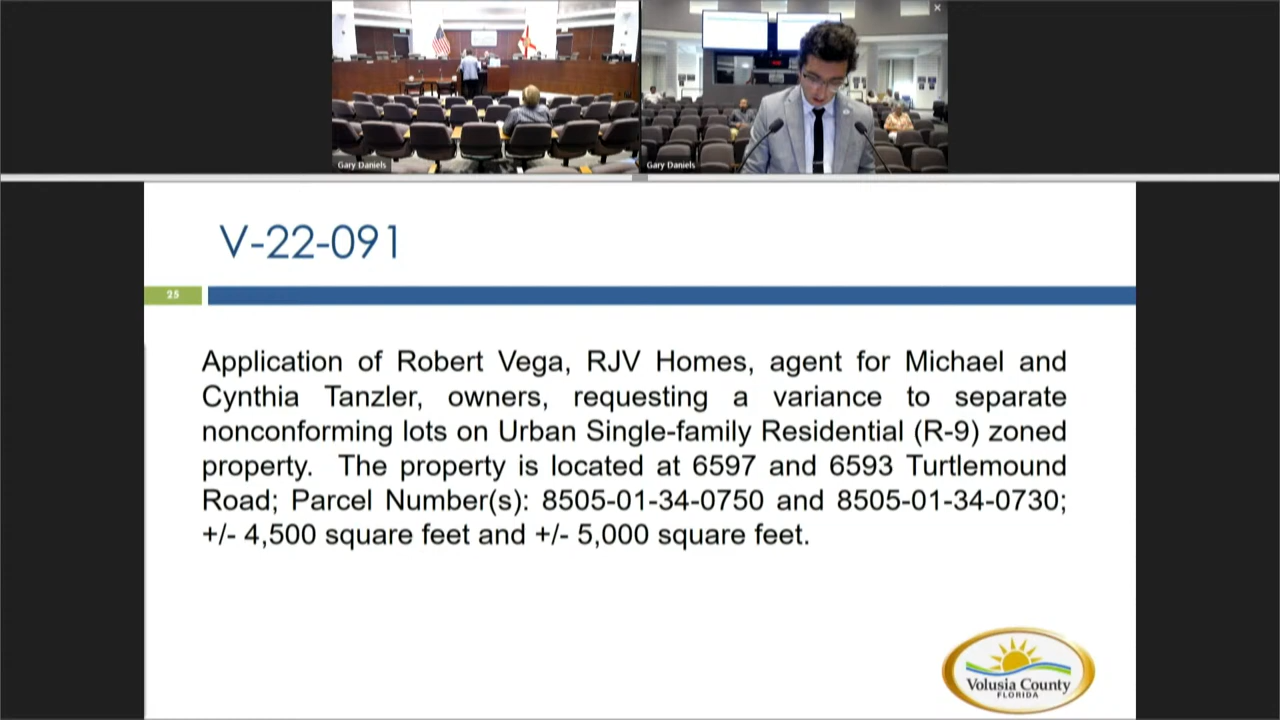 Gary Daniels
Gary Daniels
V-22-091
25
Application of Robert Vega, RJV Homes, agent for Michael and
Cynthia Tanzler, owners, requesting a variance to separate
nonconforming lots on Urban Single-family Residential (R-9) zoned
property. The property is located at 6597 and 6593 Turtlemound
Road; Parcel Number(s): 8505-01-34-0750 and 8505-01-34-0730;
+/- 4,500 square feet and +/- 5,000 square feet.
Volusia County
FLORIDA